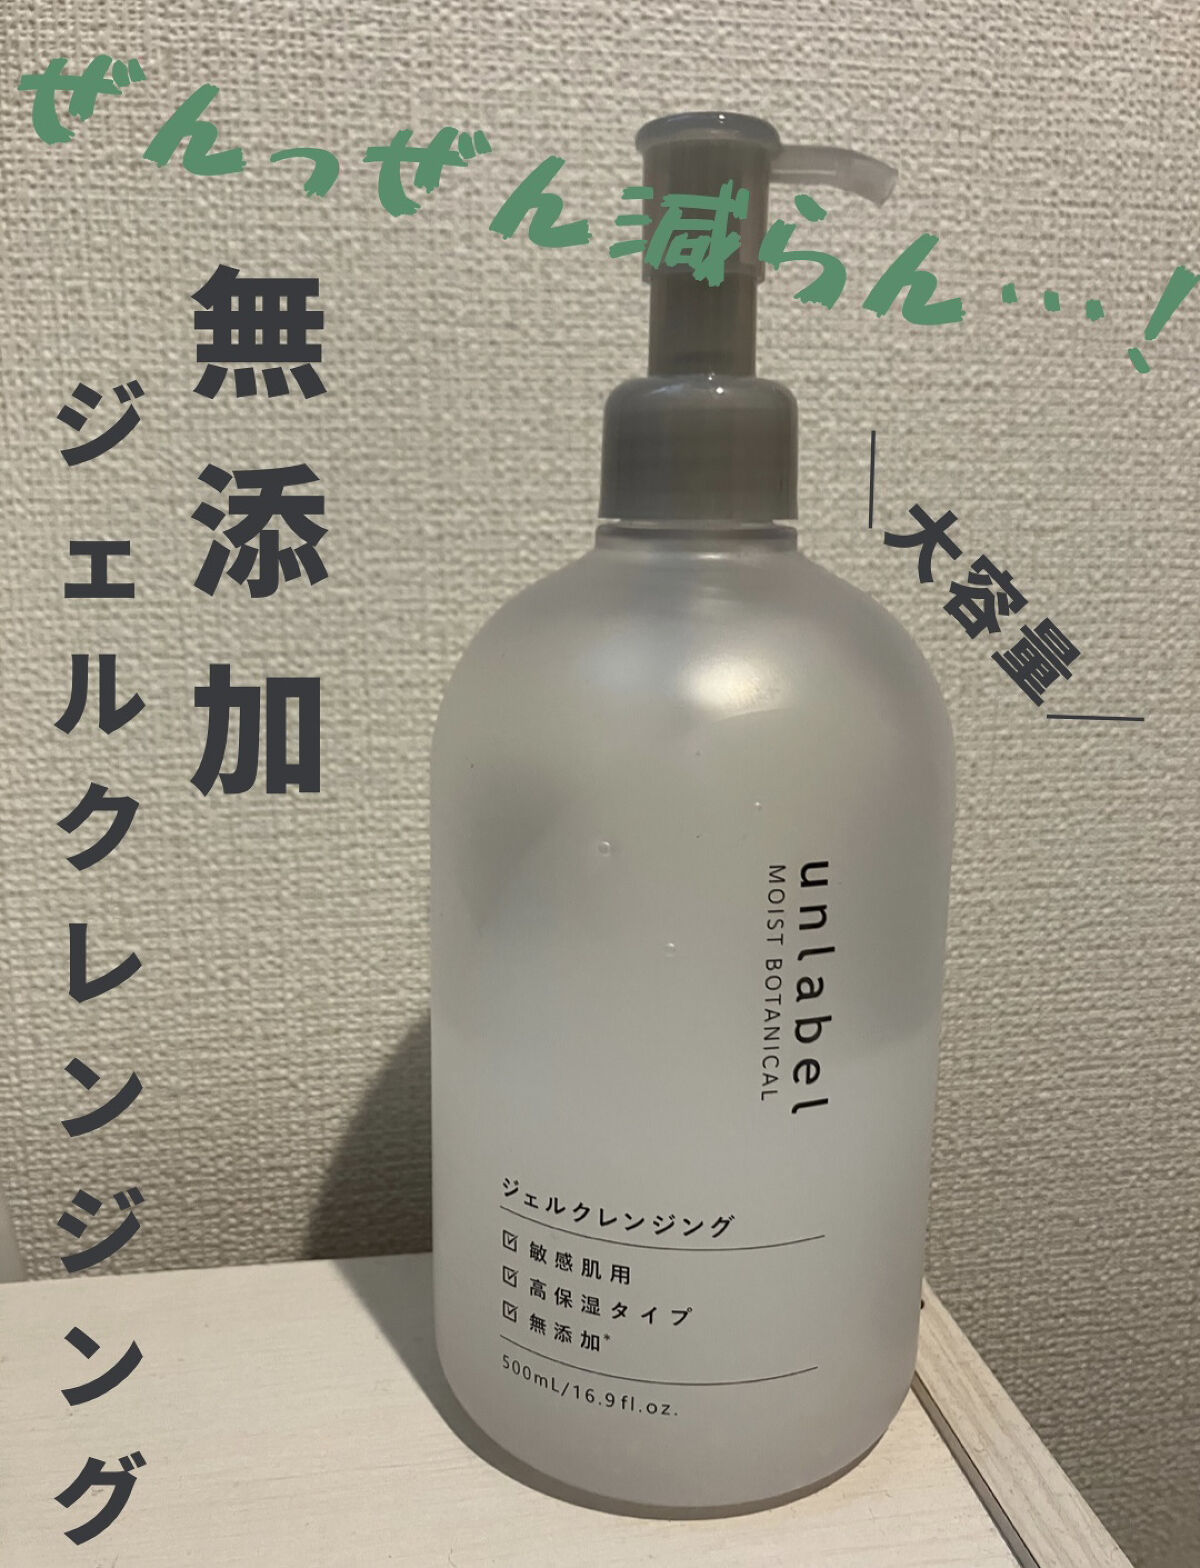 ぜんっぜん減らん…!
無添加
ジェルクレンジング
大容量
unlabel
MOIST BOTANICAL
ジェルクレンジング
☑ 敏感肌用
☑ 高保湿タイプ
☑ 無添加*
500mL/16.9fl.oz.